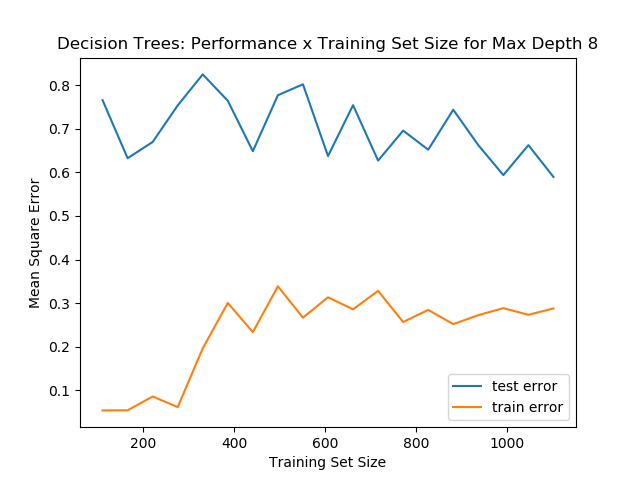 Decision Trees: Performance x Training Set Size for Max Depth 8
0.8
0.7
0.6
0.5
0.4
0.3
0.2
0.1
Mean Square Error
test error
train error
200 400 600 800 1000
Training Set Size